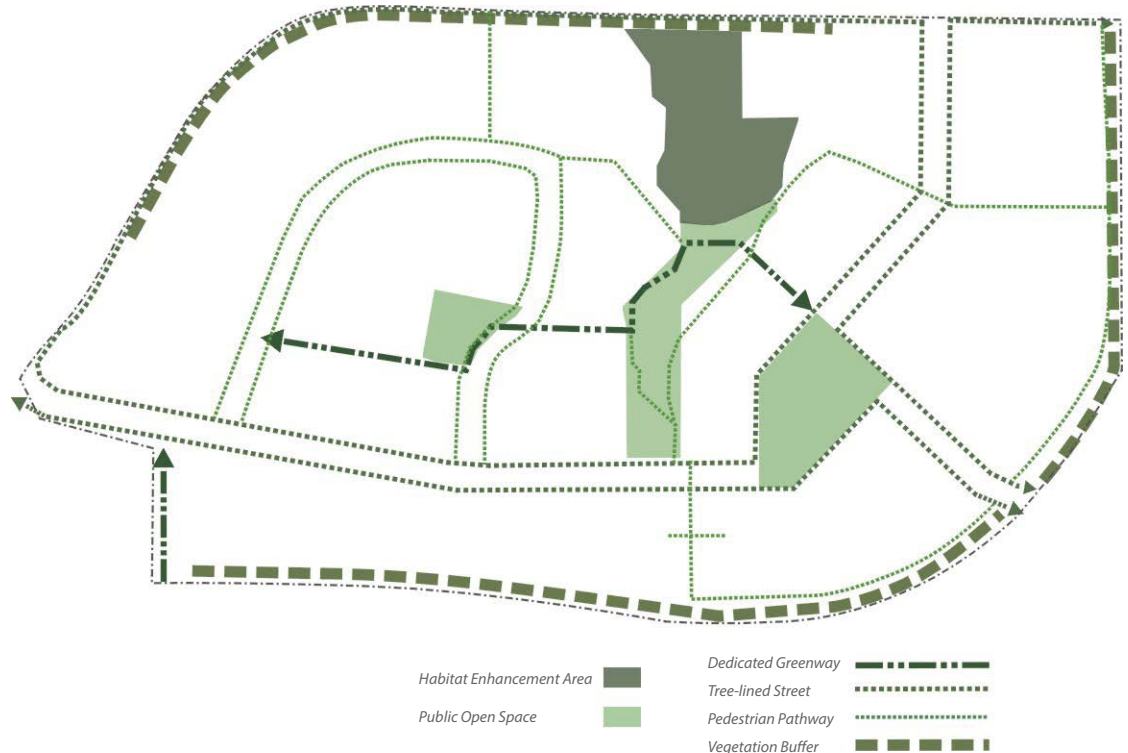 Habitat Enhancement Area
Public Open Space
Dedicated Greenway
Tree-lined Street
Pedestrian Pathway
Vegetation Buffer